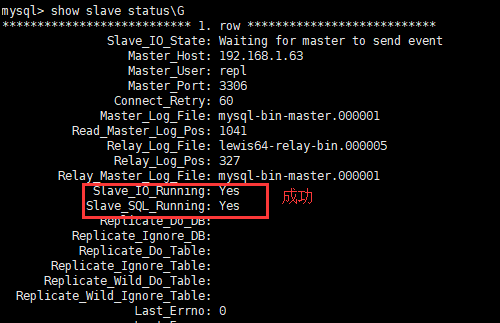 mysql> show slave status\G
*************************** 1. row ***************************
Slave_IO_State: Waiting for master to send event
Master_Host: 192.168.1.63
Master_User: repl
Master_Port: 3306
Connect_Retry: 60
Master_Log_File: mysql-bin-master.000001
Read_Master_Log_Pos: 1041
Relay_Log_File: lewis64-relay-bin.000005
Relay_Log_Pos: 327
Relay_Master_Log_File: mysql-bin-master.000001
Slave_IO_Running: Yes
Slave_SQL_Running: Yes 成功
Replicate_Do_DB:
Replicate_Ignore_DB:
Replicate_Do_Table:
Replicate_Ignore_Table:
Replicate_Wild_Do_Table:
Replicate_Wild_Ignore_Table:
Last_Errno: 0